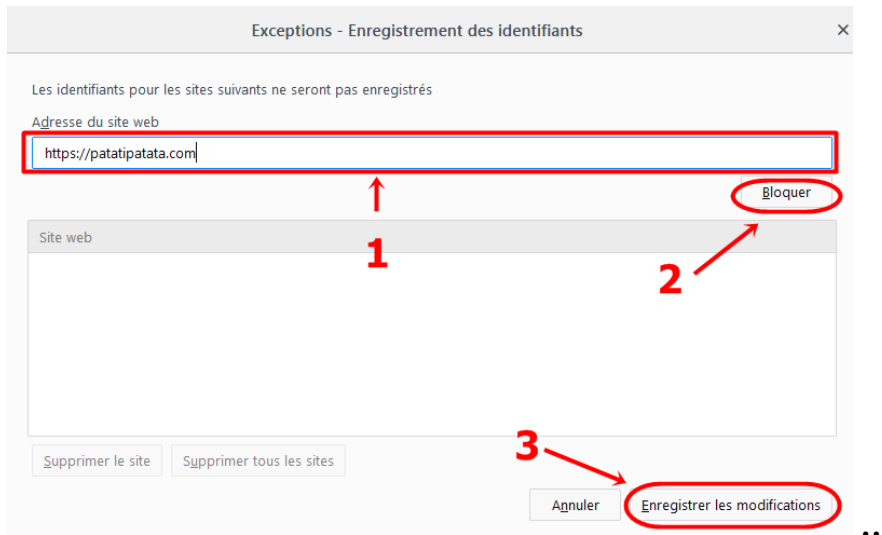 Exceptions - Enregistrement des identifiants ×
Les identifiants pour les sites suivants ne seront pas enregistrés
Adresse du site web
https://patatipatata.com
Bloquer
Site web
1
2
3
Supprimer le site Supprimer tous les sites
Annuler Enregistrer les modifications
..